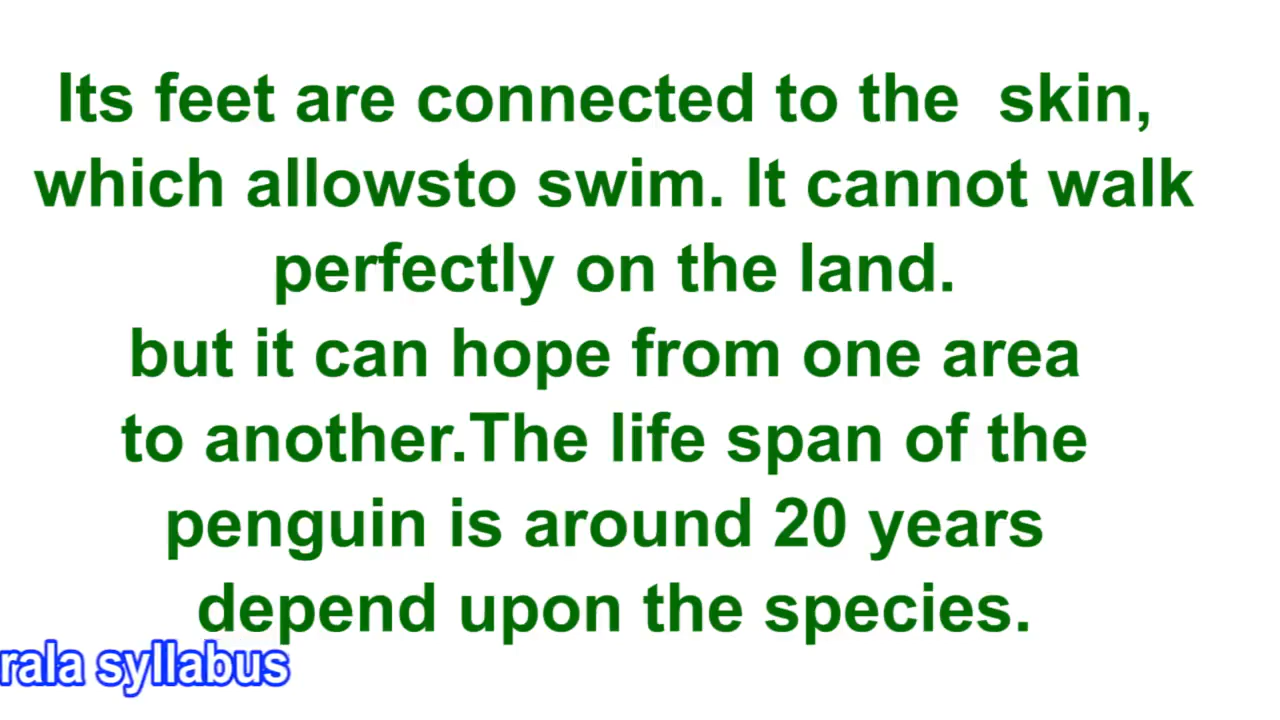 Its feet are connected to the  skin,
which allowsto swim. It cannot walk
perfectly on the land.
but it can hope from one area
to another.The life span of the
penguin is around 20 years
depend upon the species.
rala syllabus